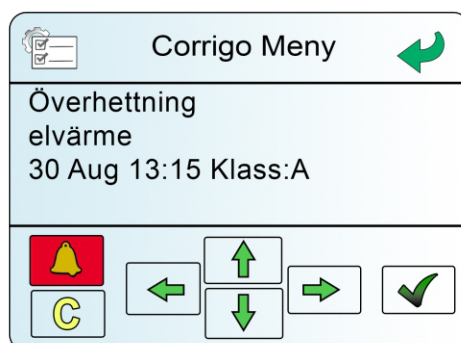 Corrigo Meny
Överhettning
elvärme
30 Aug 13:15 Klass:A
C